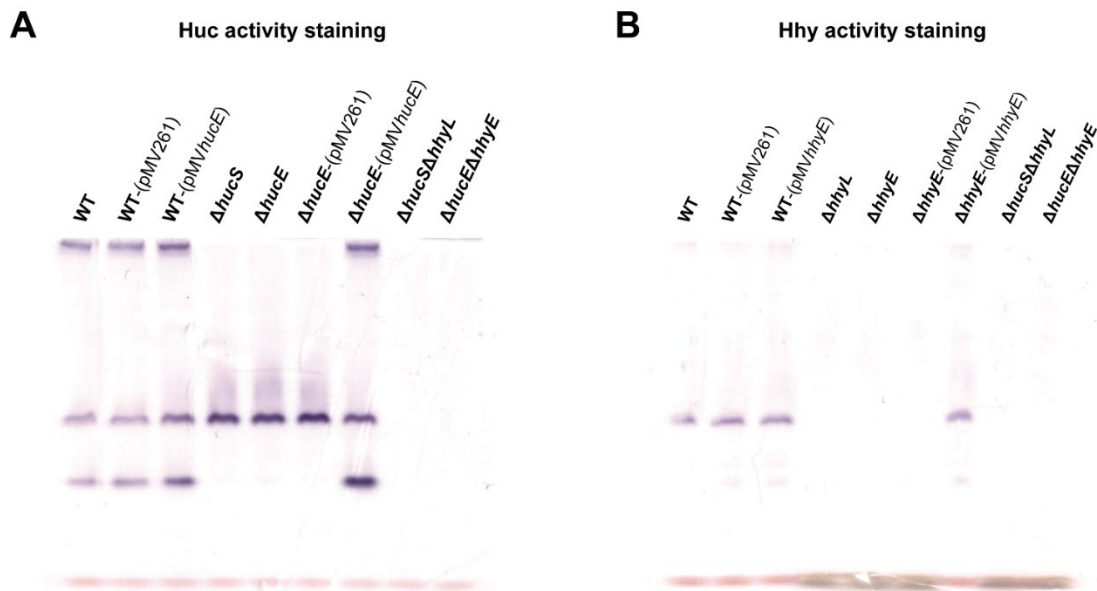 A
Huc activity staining
WT
WT-(pMV261)
WT-(pMVhucE)
ΔhucS
ΔhucE
ΔhucE-(pMV261)
ΔhucE-(pMVhucE)
ΔhucSΔhhyL
ΔhucEΔhhyE
B
Hhy activity staining
WT
WT-(pMV261)
WT-(pMVhhyE)
ΔhhyL
ΔhhyE
ΔhhyE-(pMV261)
ΔhhyE-(pMVhhyE)
ΔhucSΔhhyL
ΔhucEΔhhyE